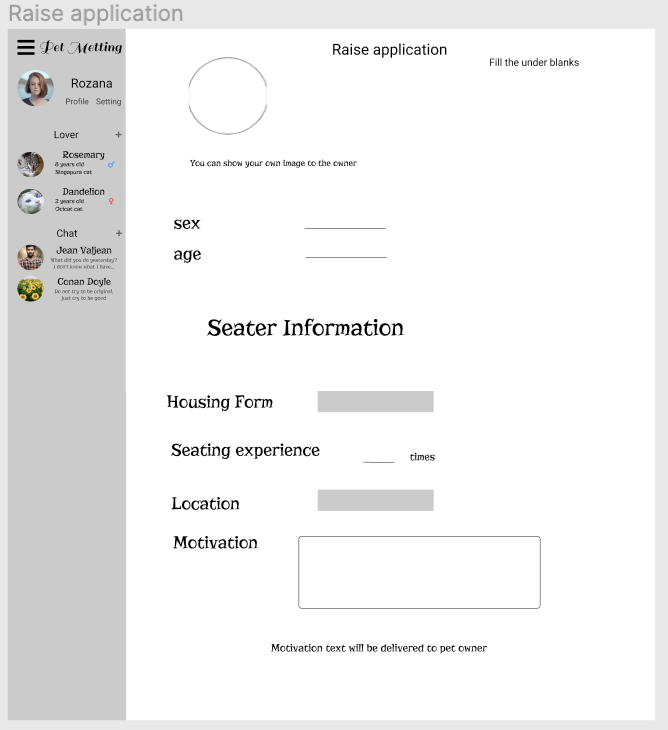 Raise application
Pet Metting
Rozana
Profile Setting
Lover +
Rosemary
8 years old
Singapura cat
Dandelion
2 years old
Ocicat cat
Chat +
Jean Valjean
What did you do yesterday?
I don't know what I have...
Conan Doyle
Do not try to be original,
just try to be good
Raise application
Fill the under blanks
You can show your own image to the owner
sex
age
Seater Information
Housing Form
Seating experience
times
Location
Motivation
Motivation text will be delivered to pet owner